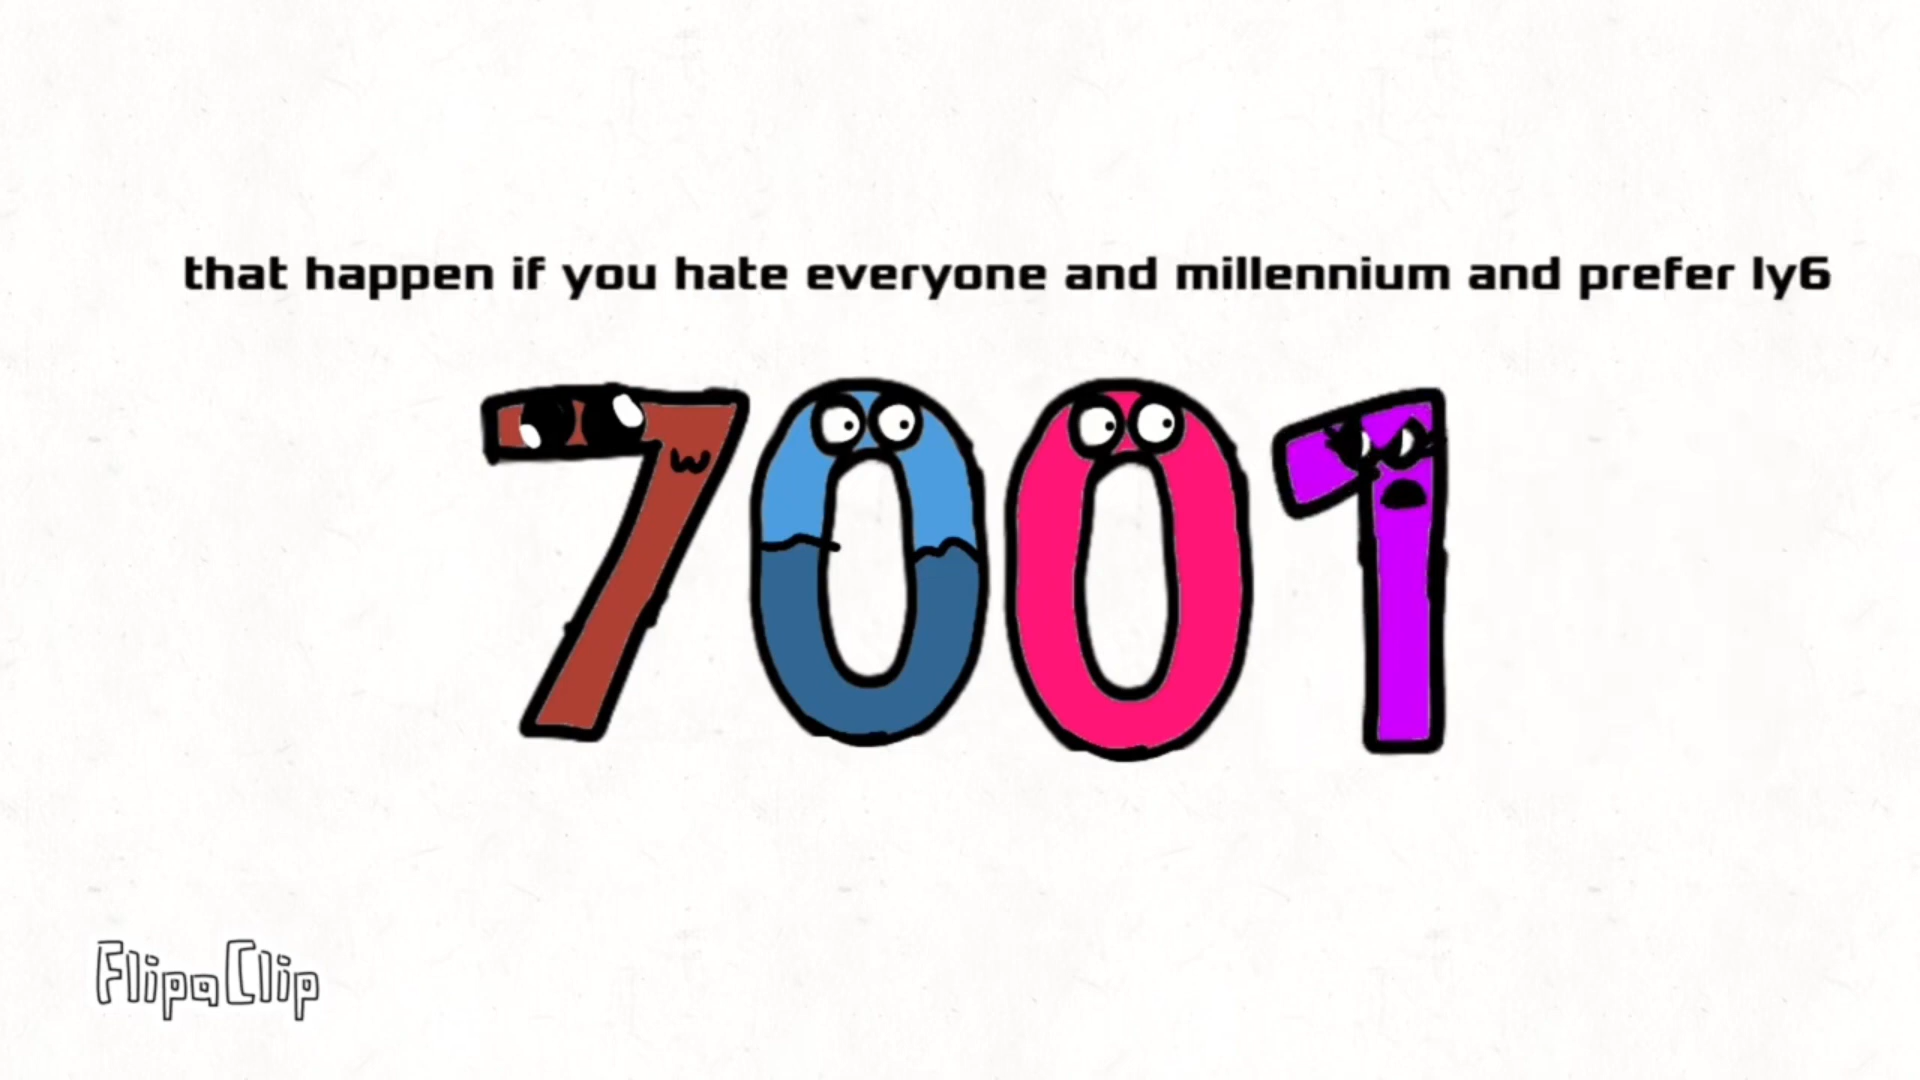 that happen if you hate everyone and millennium and prefer ly6
7001
FlipaClip